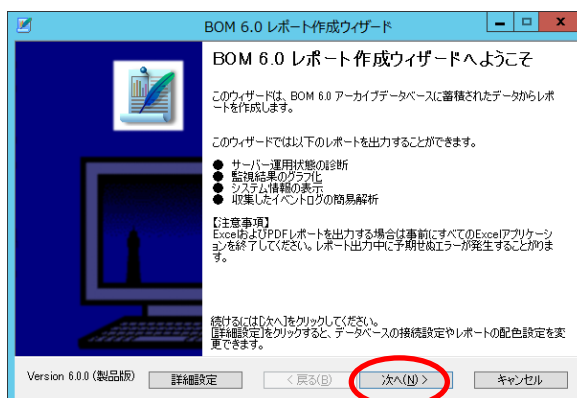 BOM 6.0 レポート作成ウィザード
BOM 6.0 レポート作成ウィザードへようこそ
このウィザードは、BOM 6.0 アーカイブデータベースに蓄積されたデータからレポ
ートを作成します。
このウィザードでは以下のレポートを出力することができます。
● サーバー運用状態の診断
● 監視結果のグラフ化
● システム情報の表示
● 収集したイベントログの簡易解析
【注意事項】
ExcelおよびPDFレポートを出力する場合は事前にすべてのExcelアプリケーシ
ョンを終了してください。レポート出力中に予期せぬエラーが発生することがありま
す。
続けるには[次へ]をクリックしてください。
[詳細設定]をクリックすると、データベースの接続設定やレポートの配色設定を変
更できます。
Version 6.0.0 (製品版) 詳細設定 < 戻る(B) 次へ(N) > キャンセル